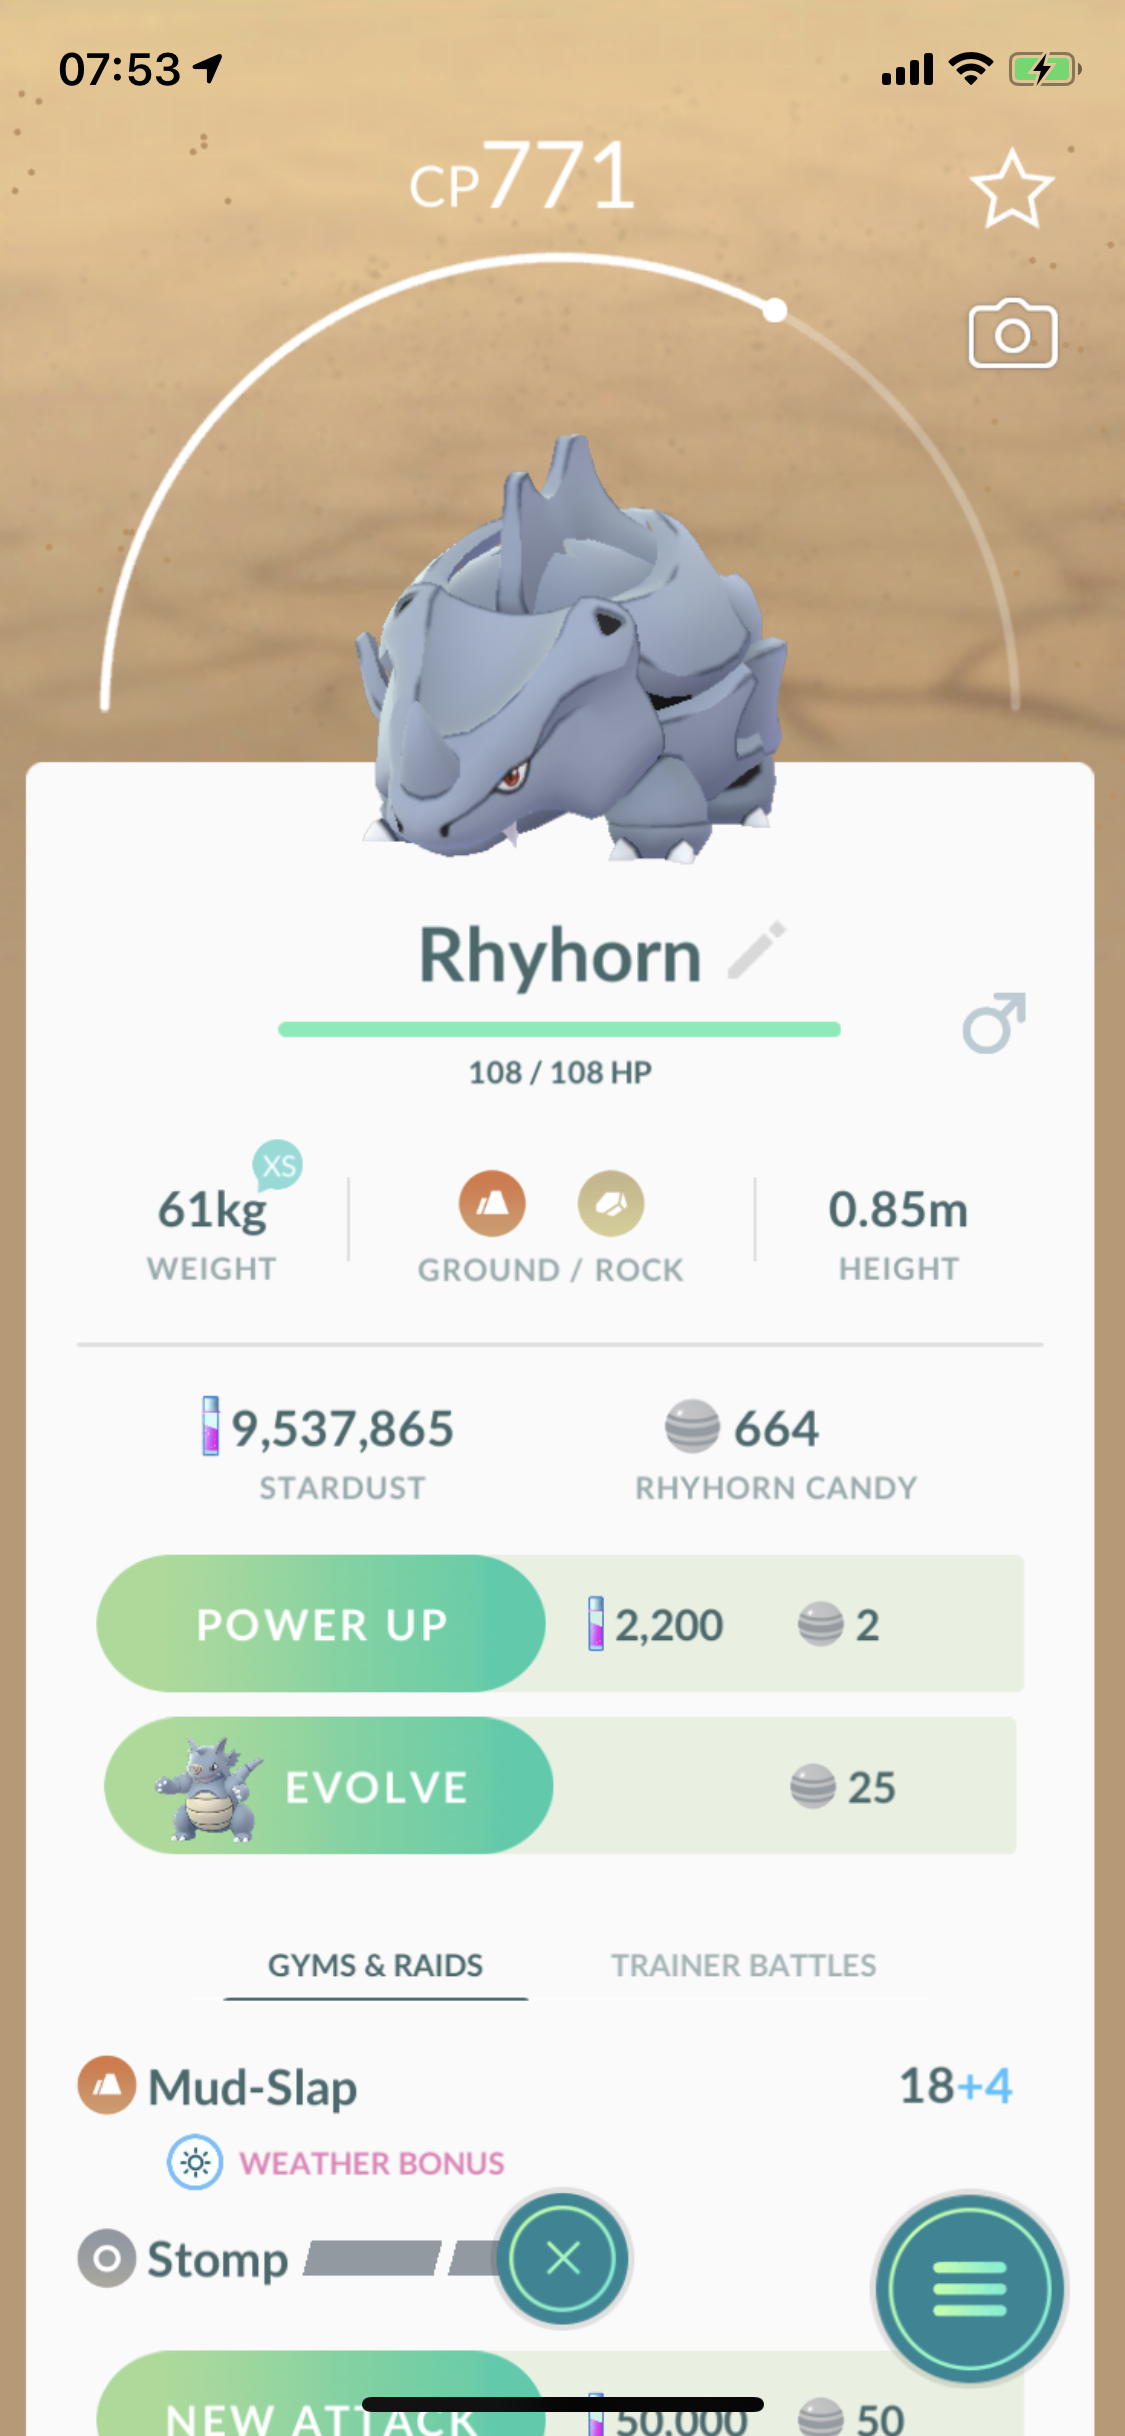 07:53
CP771
Rhyhorn
108 / 108 HP
XS
61kg
WEIGHT
GROUND / ROCK
0.85m
HEIGHT
9,537,865
STARDUST
664
RHYHORN CANDY
POWER UP 2,200 2
EVOLVE 25
GYMS & RAIDS TRAINER BATTLES
Mud-Slap 18+4
WEATHER BONUS
Stomp
NEW ATTACK 50,000 50